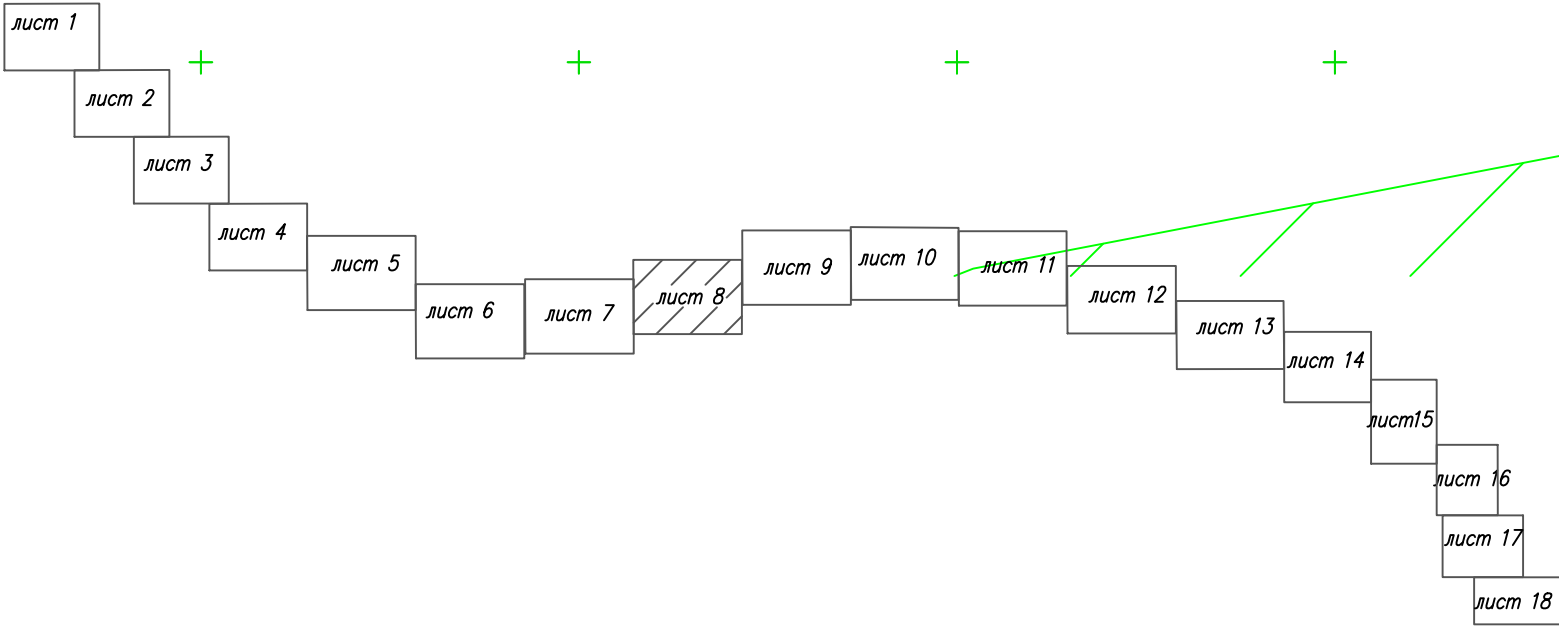 лист 1
лист 2
лист 3
лист 4
лист 5
лист 6
лист 7
лист 8
лист 9
лист 10
лист 11
лист 12
лист 13
лист 14
лист15
лист 16
лист 17
лист 18